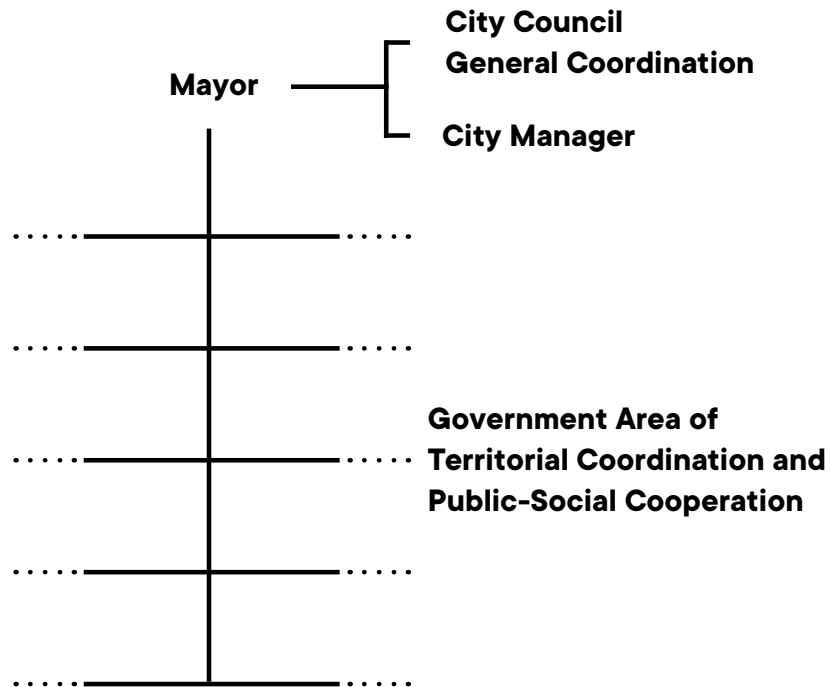 City Council
General Coordination
Mayor
City Manager
Government Area of
Territorial Coordination and
Public-Social Cooperation